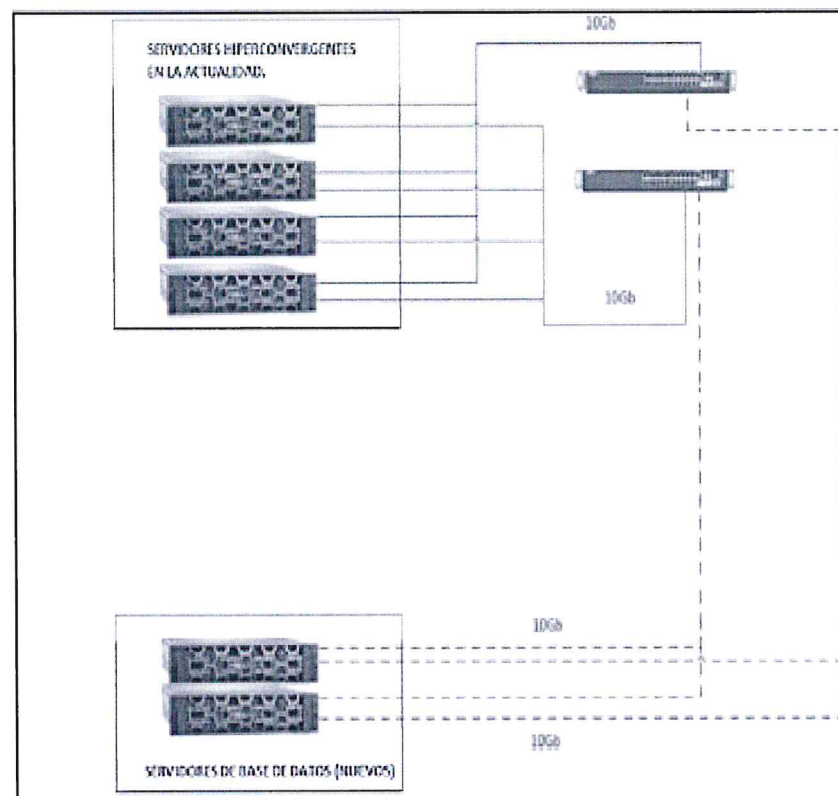 10Gb
SERVIDORES HIPERCONVERGENTES
EN LA ACTUALIDAD.
10Gb
10Gb
10Gb
SERVIDORES DE BASE DE DATOS (NUEVOS)